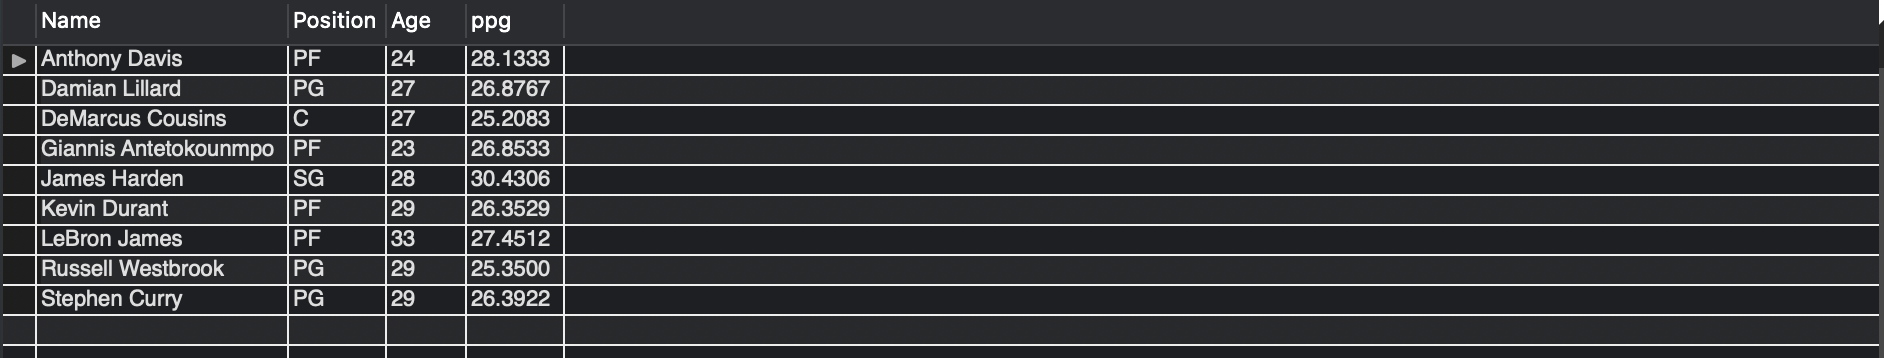 Name Position Age ppg
Anthony Davis PF 24 28.1333
Damian Lillard PG 27 26.8767
DeMarcus Cousins C 27 25.2083
Giannis Antetokounmpo PF 23 26.8533
James Harden SG 28 30.4306
Kevin Durant PF 29 26.3529
LeBron James PF 33 27.4512
Russell Westbrook PG 29 25.3500
Stephen Curry PG 29 26.3922